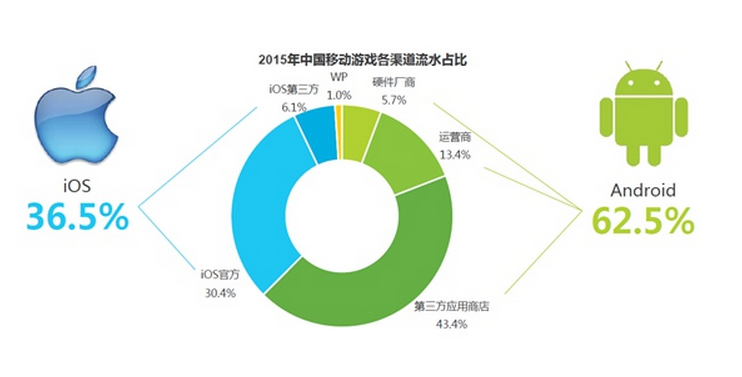 2015年中国移动游戏各渠道流水占比
WP
1.0%
硬件厂商
5.7%
iOS第三方
6.1%
运营商
13.4%
iOS
36.5%
Android
62.5%
iOS官方
30.4%
第三方应用商店
43.4%